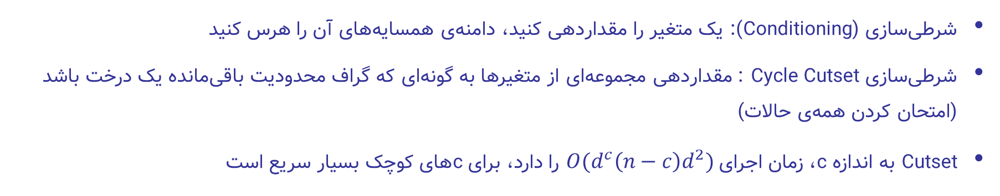 • شرطی‌سازی (Conditioning): یک متغیر را مقداردهی کنید، دامنه‌ی همسایه‌های آن را هرس کنید
• شرطی‌سازی Cycle Cutset : مقداردهی مجموعه‌ای از متغیرها به گونه‌ای که گراف محدودیت باقی‌مانده یک درخت باشد
(امتحان کردن همه‌ی حالات)
• Cutset به اندازه c، زمان اجرای O(d^c(n − c)d^2) را دارد، برای cهای کوچک بسیار سریع است